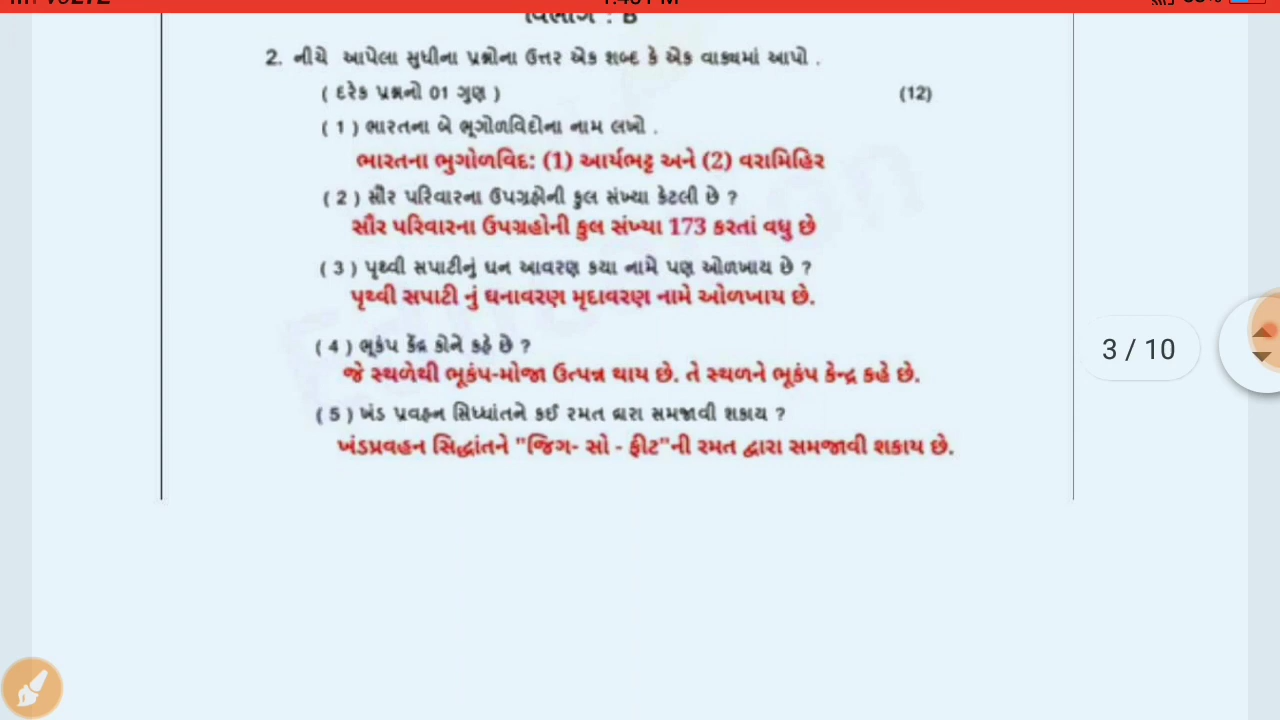 વિભાગ : B
2. નીચે આપેલા સુધીના પ્રશ્નોના ઉત્તર એક શબ્દ કે એક વાક્યમાં આપો .
( દરેક પ્રશ્નનો 01 ગુણ ) (12)
( 1 ) ભારતના બે ભૂગોળવિદોના નામ લખો .
ભારતના ભુગોળવિદ: (1) આર્યભટ્ટ અને (2) વરામિહિર
( 2 ) સૌર પરિવારના ઉપગ્રહોની કુલ સંખ્યા કેટલી છે ?
સૌર પરિવારના ઉપગ્રહોની કુલ સંખ્યા 173 કરતાં વધુ છે
( 3 ) પૃથ્વી સપાટીનું ઘન આવરણ કયા નામે પણ ઓળખાય છે ?
પૃથ્વી સપાટી નું ઘનાવરણ મૃદાવરણ નામે ઓળખાય છે.
( 4 ) ભૂકંપ કેંદ્ર કોને કહે છે ?
જે સ્થળેથી ભૂકંપ-મોજા ઉત્પન્ન થાય છે. તે સ્થળને ભૂકંપ કેન્દ્ર કહે છે.
( 5 ) ખંડ પ્રવહન સિધ્ધાંતને કઈ રમત દ્વારા સમજાવી શકાય ?
ખંડપ્રવહન સિદ્ધાંતને "જિગ- સો - ફીટ"ની રમત દ્વારા સમજાવી શકાય છે.
3 / 10